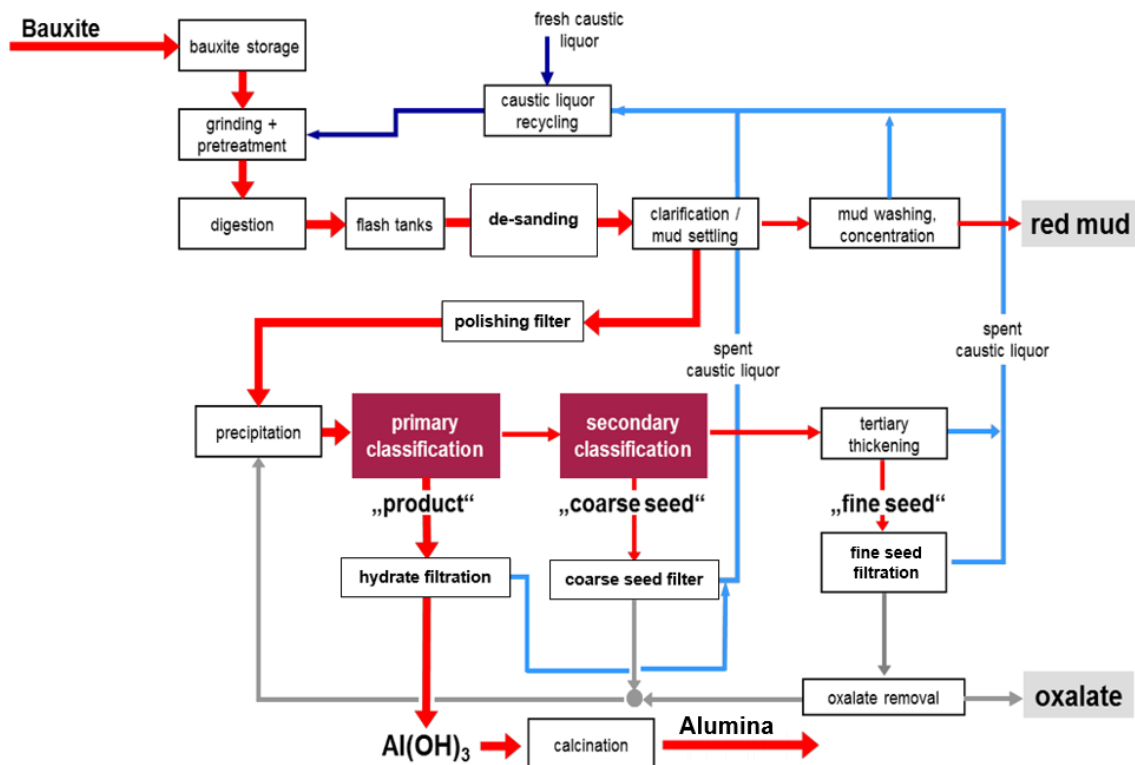 Bauxite
bauxite storage
fresh caustic
liquor
grinding +
pretreatment
caustic liquor
recycling
digestion
flash tanks
de-sanding
clarification /
mud settling
mud washing,
concentration
red mud
polishing filter
spent
caustic liquor
spent
caustic liquor
precipitation
primary
classification
secondary
classification
tertiary
thickening
„product“
„coarse seed“
„fine seed“
hydrate filtration
coarse seed filter
fine seed
filtration
oxalate removal
oxalate
Al(OH)₃
calcination
Alumina